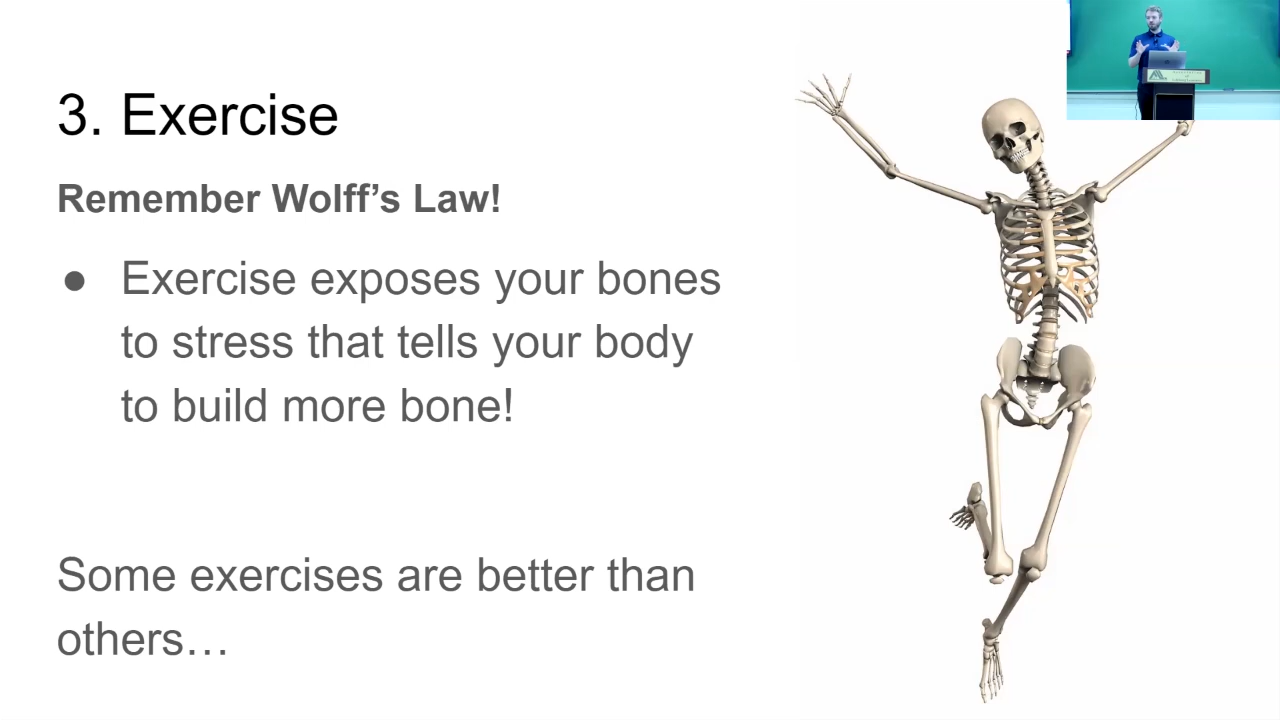 3. Exercise
Remember Wolff's Law!
● Exercise exposes your bones
to stress that tells your body
to build more bone!
Some exercises are better than
others…